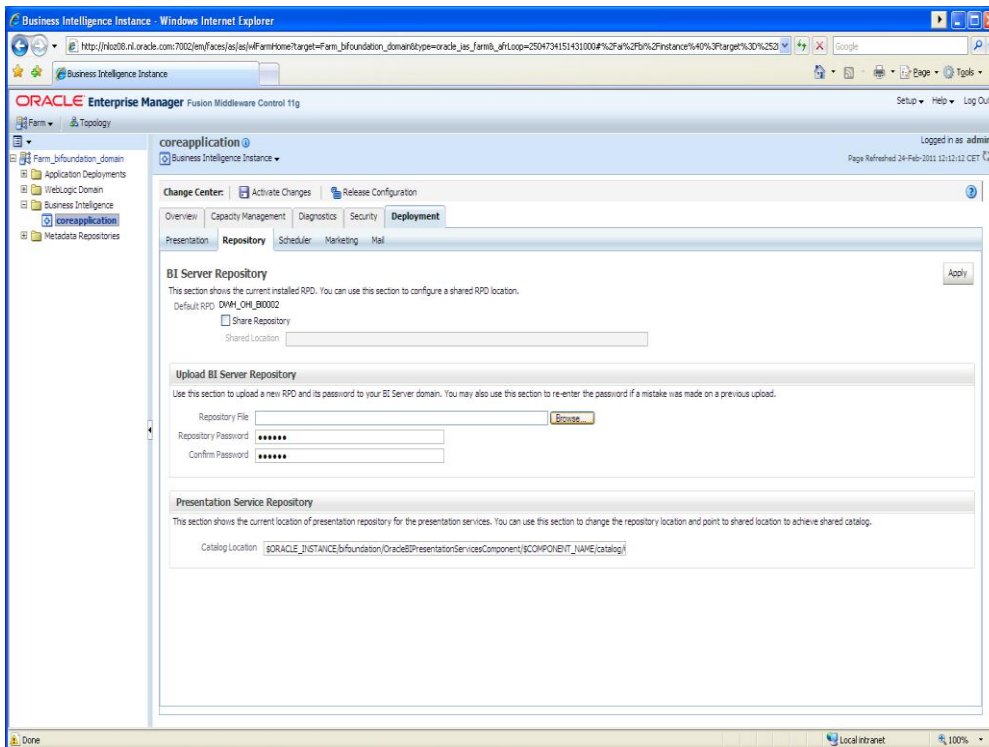 Business Intelligence Instance - Windows Internet Explorer
http://nloz08.nl.oracle.com:7002/em/faces/as/as/wlFarmHome?target=Farm_bifoundation_domain&type=oracle_ias_farm&_afrLoop=2504734151431000#%2Fai%2Fbi%2Finstance%40%3Ftarget%3D%252
Google
Business Intelligence Instance
Page
Tools
ORACLE Enterprise Manager Fusion Middleware Control 11g
Setup Help Log Out
Farm Topology
coreapplication
Logged in as admin
Business Intelligence Instance
Page Refreshed 24-Feb-2011 12:12:12 CET
Farm_bifoundation_domain
Application Deployments
WebLogic Domain
Business Intelligence
coreapplication
Metadata Repositories
Change Center: Activate Changes Release Configuration
Overview Capacity Management Diagnostics Security Deployment
Presentation Repository Scheduler Marketing Mail
BI Server Repository
Apply
This section shows the current installed RPD. You can use this section to configure a shared RPD location.
Default RPD DWH_OHI_BI0002
Share Repository
Shared Location
Upload BI Server Repository
Use this section to upload a new RPD and its password to your BI Server domain. You may also use this section to re-enter the password if a mistake was made on a previous upload.
Repository File Browse...
Repository Password ••••••
Confirm Password ••••••
Presentation Service Repository
This section shows the current location of presentation repository for the presentation services. You can use this section to change the repository location and point to shared location to achieve shared catalog.
Catalog Location $ORACLE_INSTANCE/bifoundation/OracleBIPresentationServicesComponent/$COMPONENT_NAME/catalog/
Done
Local intranet
100%